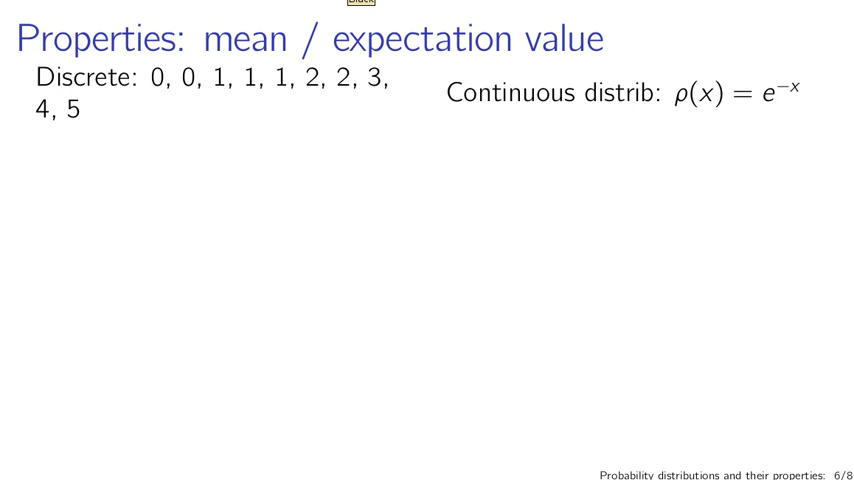 Properties: mean / expectation value
Discrete: 0, 0, 1, 1, 1, 2, 2, 3,
4, 5
Continuous distrib: ρ(x) = e⁻ˣ
Probability distributions and their properties: 6/8